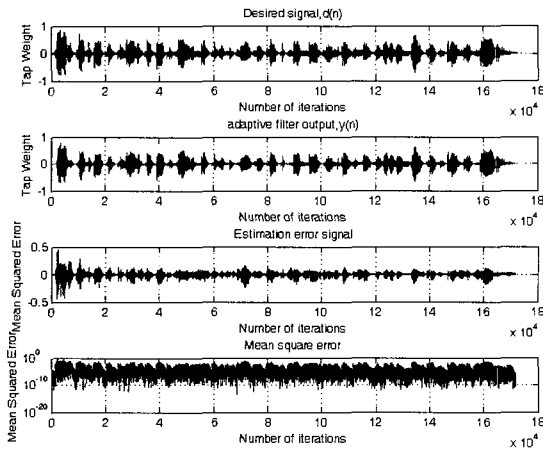 Desired signal,d(n)
Tap Weight
1
0
-1
0 2 4 6 8 10 12 14 16 18
Number of iterations
x 10^4
adaptive filter output,y(n)
Tap Weight
1
0
-1
0 2 4 6 8 10 12 14 16 18
Number of iterations
x 10^4
Estimation error signal
Mean Squared Error
0.5
0
-0.5
0 2 4 6 8 10 12 14 16 18
Number of iterations
x 10^4
Mean square error
Mean Squared Error
10^0
10^-10
10^-20
0 2 4 6 8 10 12 14 16 18
Number of iterations
x 10^4